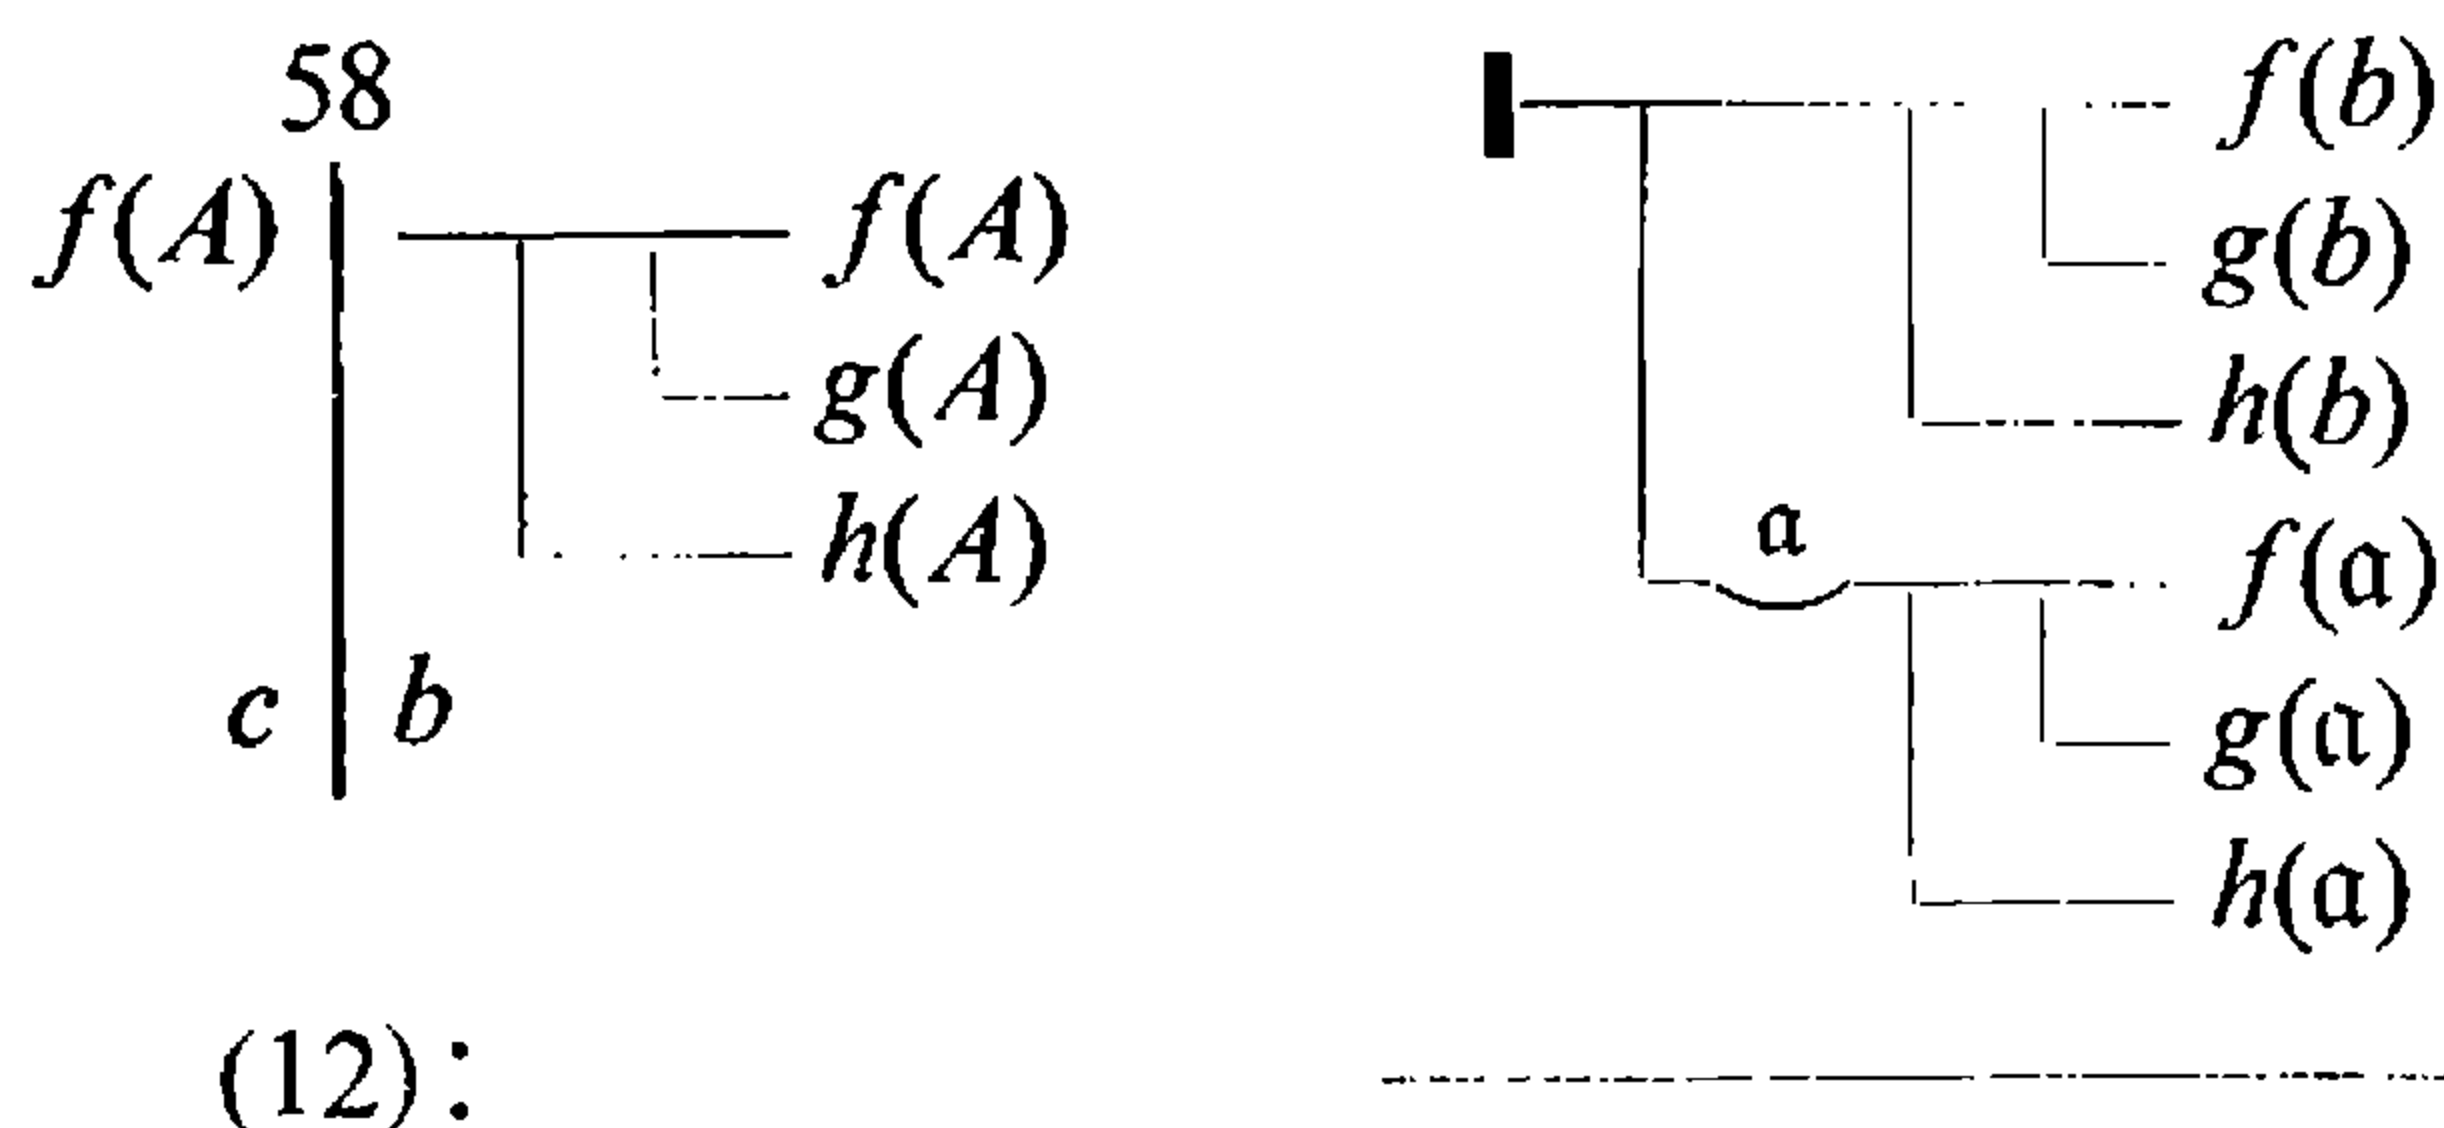 58
f(b)
f(A) f(A)
g(b)
g(A)
h(b)
h(A)
𝔞
f(𝔞)
c b
g(𝔞)
h(𝔞)
(12):